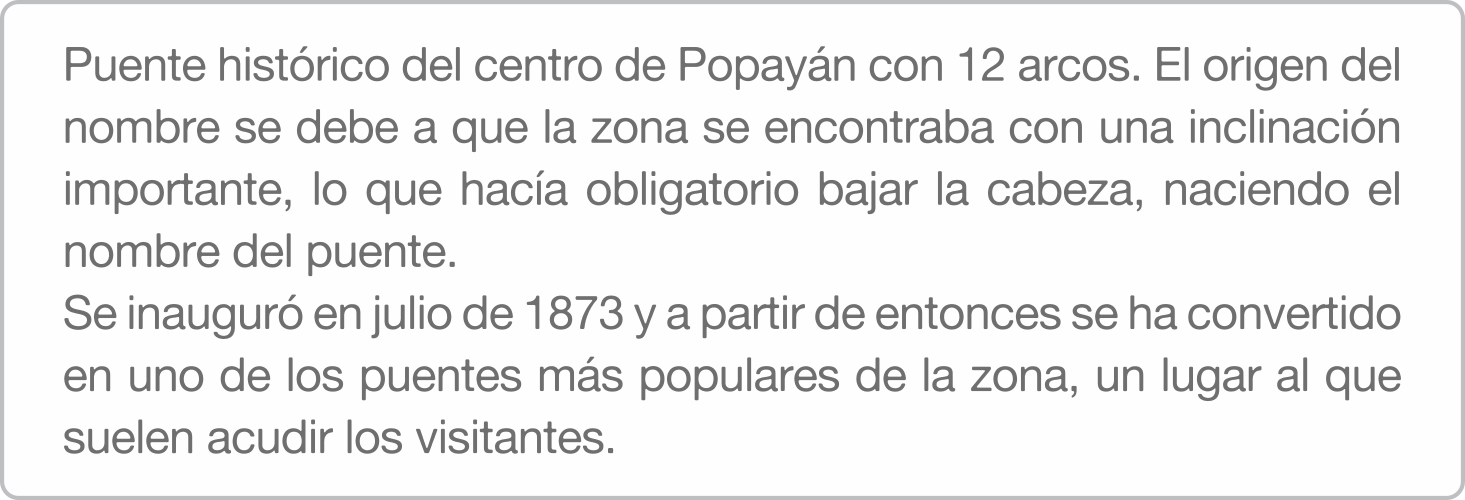 Puente histórico del centro de Popayán con 12 arcos. El origen del
nombre se debe a que la zona se encontraba con una inclinación
importante, lo que hacía obligatorio bajar la cabeza, naciendo el
nombre del puente.
Se inauguró en julio de 1873 y a partir de entonces se ha convertido
en uno de los puentes más populares de la zona, un lugar al que
suelen acudir los visitantes.